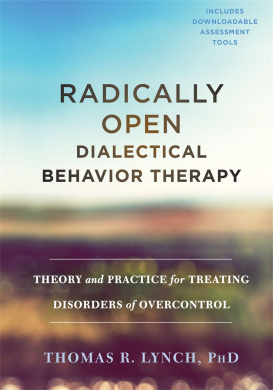 INCLUDES
DOWNLOADABLE
ASSESSMENT
TOOLS
RADICALLY
OPEN
DIALECTICAL
BEHAVIOR THERAPY
THEORY and PRACTICE for TREATING
DISORDERS of OVERCONTROL
THOMAS R. LYNCH, PHD